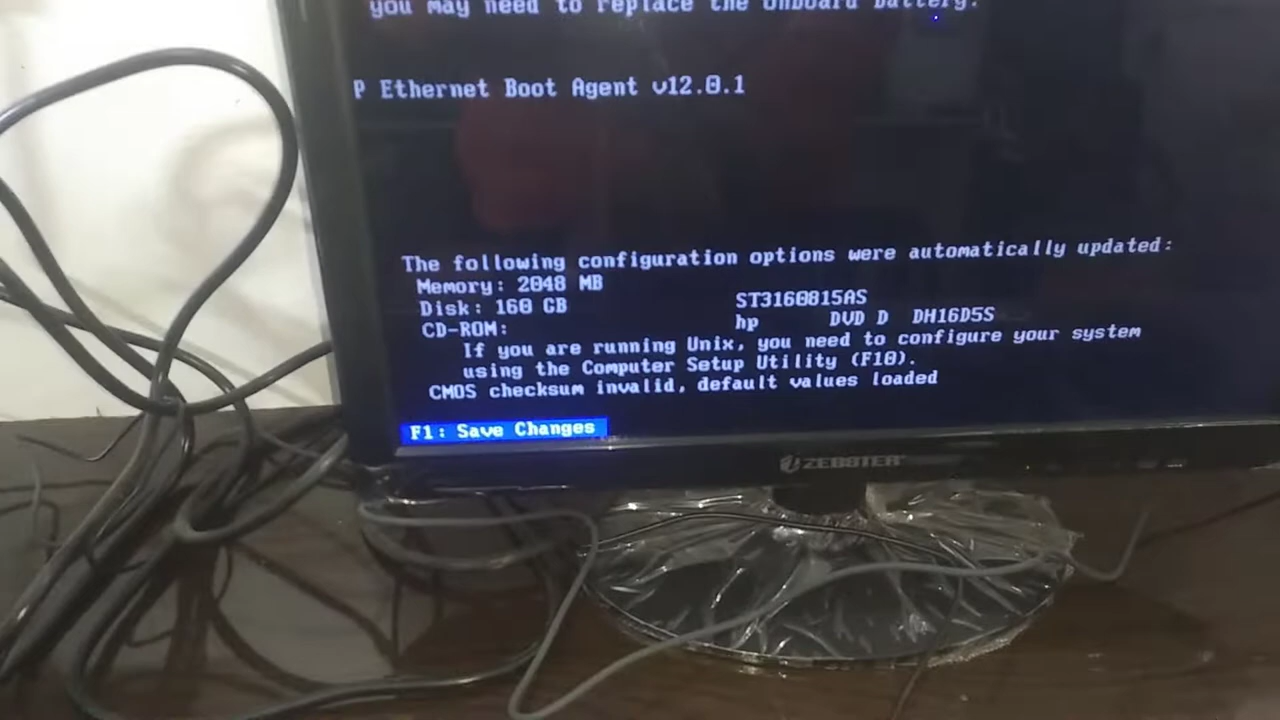 you may need to replace the onboard battery.
P Ethernet Boot Agent v12.0.1
The following configuration options were automatically updated:
Memory: 2048 MB
Disk: 160 GB ST3160815AS
CD-ROM: hp DVD D DH16D5S
If you are running Unix, you need to configure your system
using the Computer Setup Utility (F10).
CMOS checksum invalid, default values loaded
F1: Save Changes
ZEBSTER